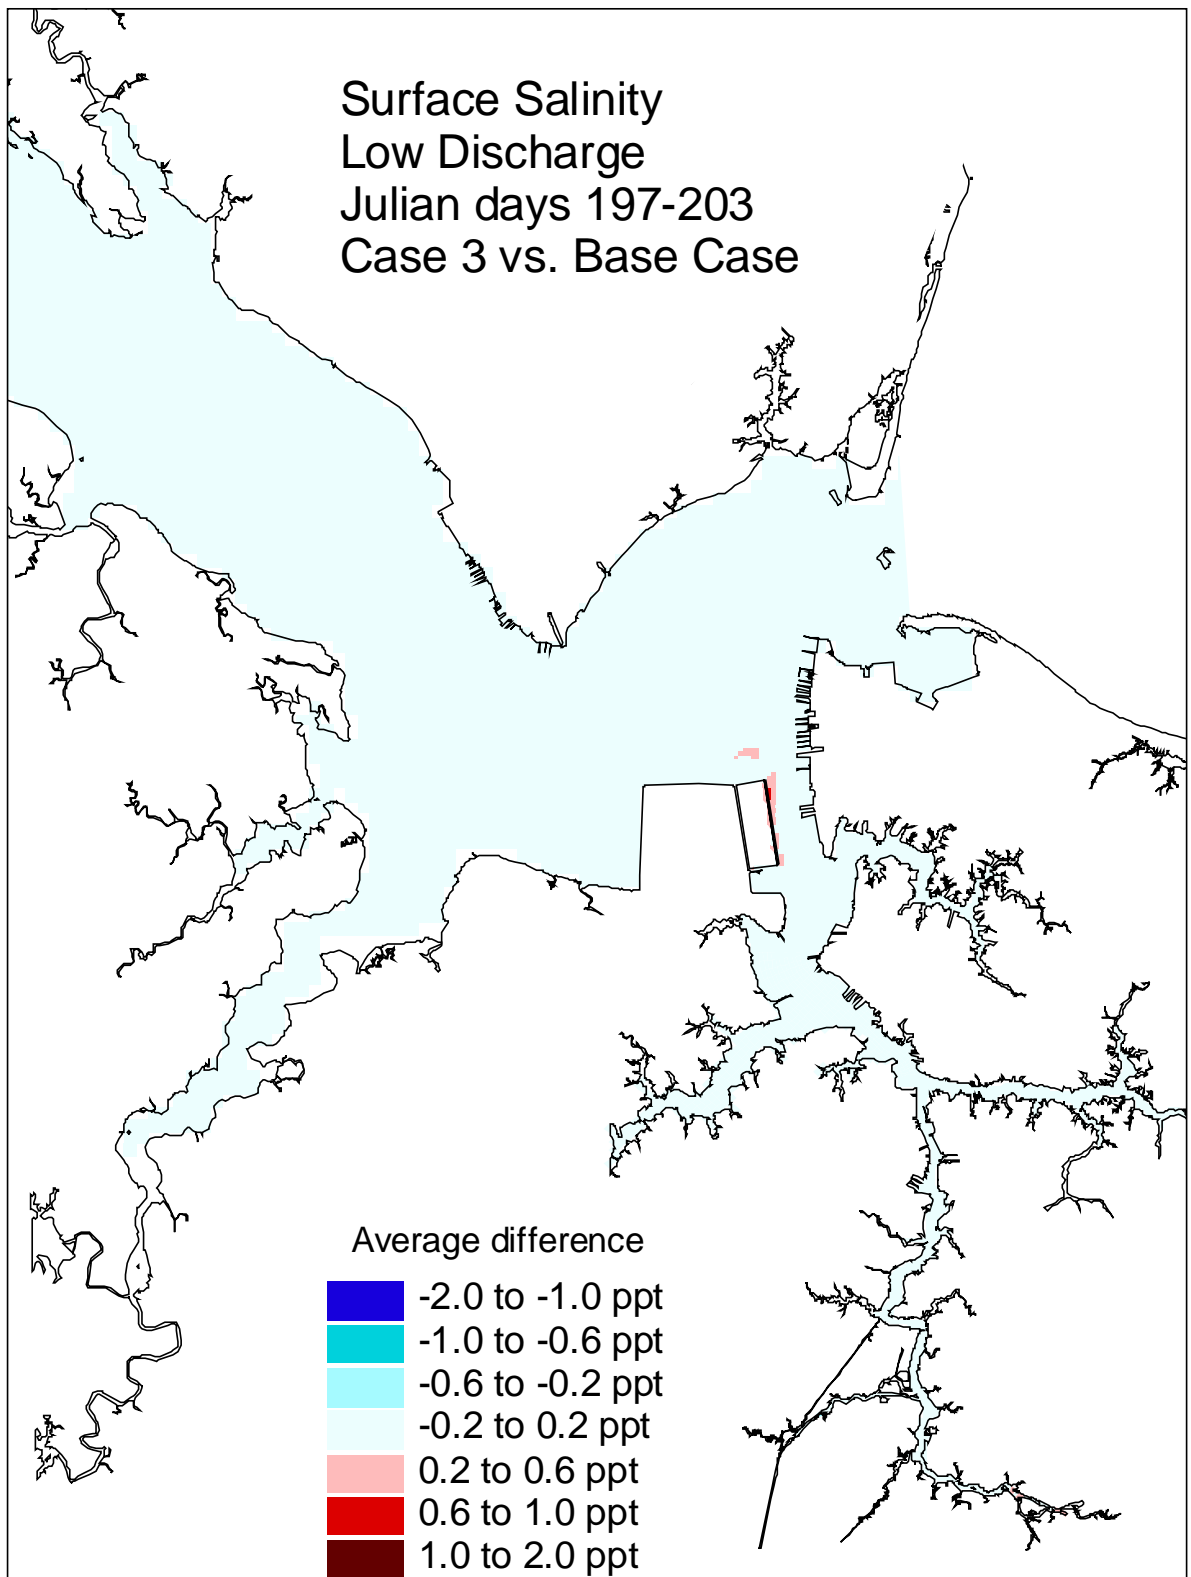 Surface Salinity
Low Discharge
Julian days 197-203
Case 3 vs. Base Case
Average difference
-2.0 to -1.0 ppt
-1.0 to -0.6 ppt
-0.6 to -0.2 ppt
-0.2 to 0.2 ppt
0.2 to 0.6 ppt
0.6 to 1.0 ppt
1.0 to 2.0 ppt